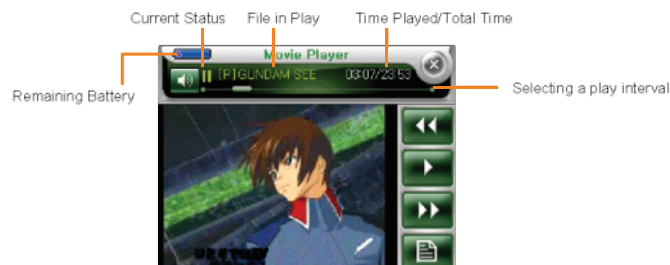 Current Status
File in Play
Time Played/Total Time
Movie Player
[P]GUNDAM SEE
03:07/23:53
Remaining Battery
Selecting a play interval